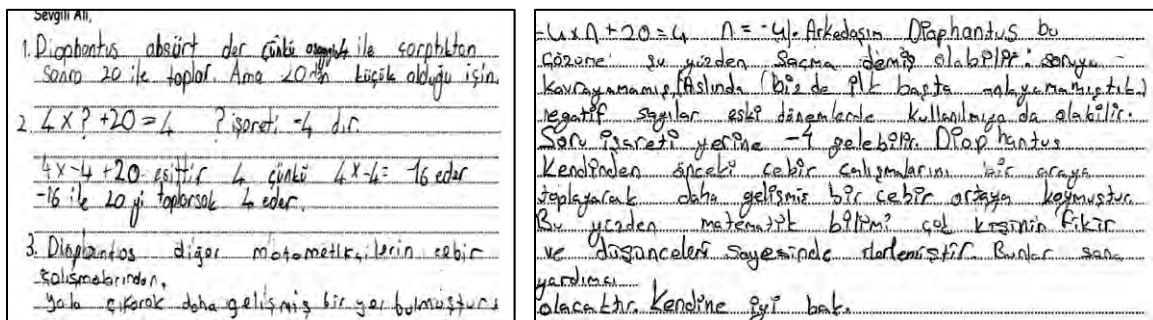 Sevgili Ali,
1. Diophantus absürt der çünkü ile çarptıktan
sonra 20 ile toplar. Ama 20 küçük olduğu için.
2. 4 x ? + 20 = 4 ? işareti -4 dır.
4x-4 +20 eşittir 4 çünkü 4x-4= -16 eder
-16 ile 20 yi toplarsak 4 eder.
3. Diophantos diğer matematikçilerin cebir
çalışmalarından,
yola çıkarak daha gelişmiş bir yer bulmuştur.
-4xn+20=4 n=-4. Arkadaşım Diaphantus bu
çözüme şu yüzden saçma demiş olabilir: soruyu -
kavrayamamış, (Aslında (biz de ilk başta anlayamamıştık.)
negatif sayılar eski dönemlerde kullanılmıyo da olabilir.
Soru işareti yerine -4 gelebilir. Diophantus
Kendinden önceki cebir çalışmalarını bir araya
toplayarak daha gelişmiş bir cebir ortaya koymuştur.
Bu yüzden matematik bilimi çok kişinin fikir
ve düşünceleri sayesinde ilerlemiştir. Bunlar sana
yardımcı
olacaktır. Kendine iyi bak.